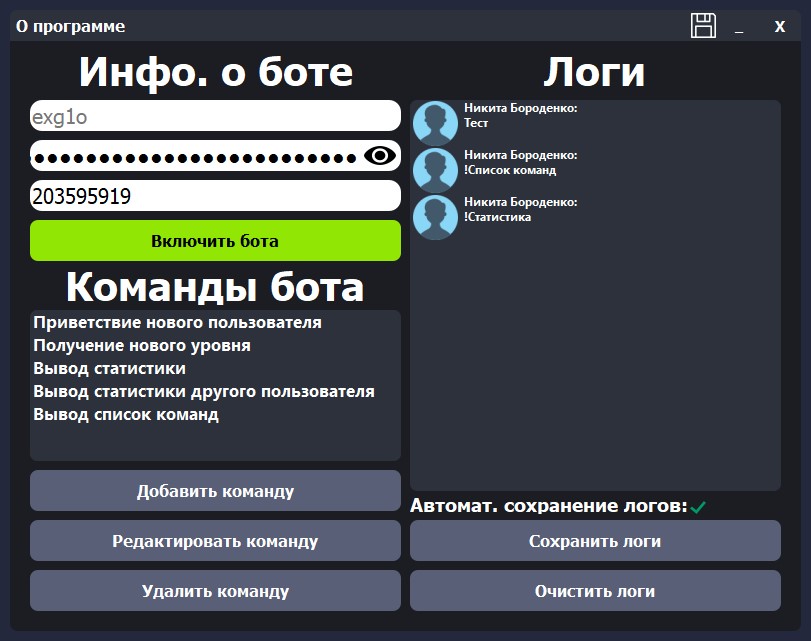 О программе
_ X
Инфо. о боте
exg1o
●●●●●●●●●●●●●●●●●●●●●●●●●
203595919
Включить бота
Команды бота
Приветствие нового пользователя
Получение нового уровня
Вывод статистики
Вывод статистики другого пользователя
Вывод список команд
Добавить команду
Редактировать команду
Удалить команду
Логи
Никита Бороденко:
Тест
Никита Бороденко:
!Список команд
Никита Бороденко:
!Статистика
Автомат. сохранение логов:
Сохранить логи
Очистить логи